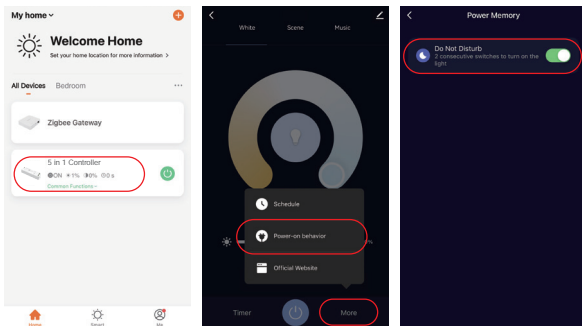 My home
Welcome Home
Set your home location for more information >
All Devices Bedroom
Zigbee Gateway
5 in 1 Controller
ON 1% 0% 0 s
Common Functions
Home Smart Me
White Scene Music
Schedule
Power-on behavior
Official Website
Timer More
Power Memory
Do Not Disturb
2 consecutive switches to turn on the
light